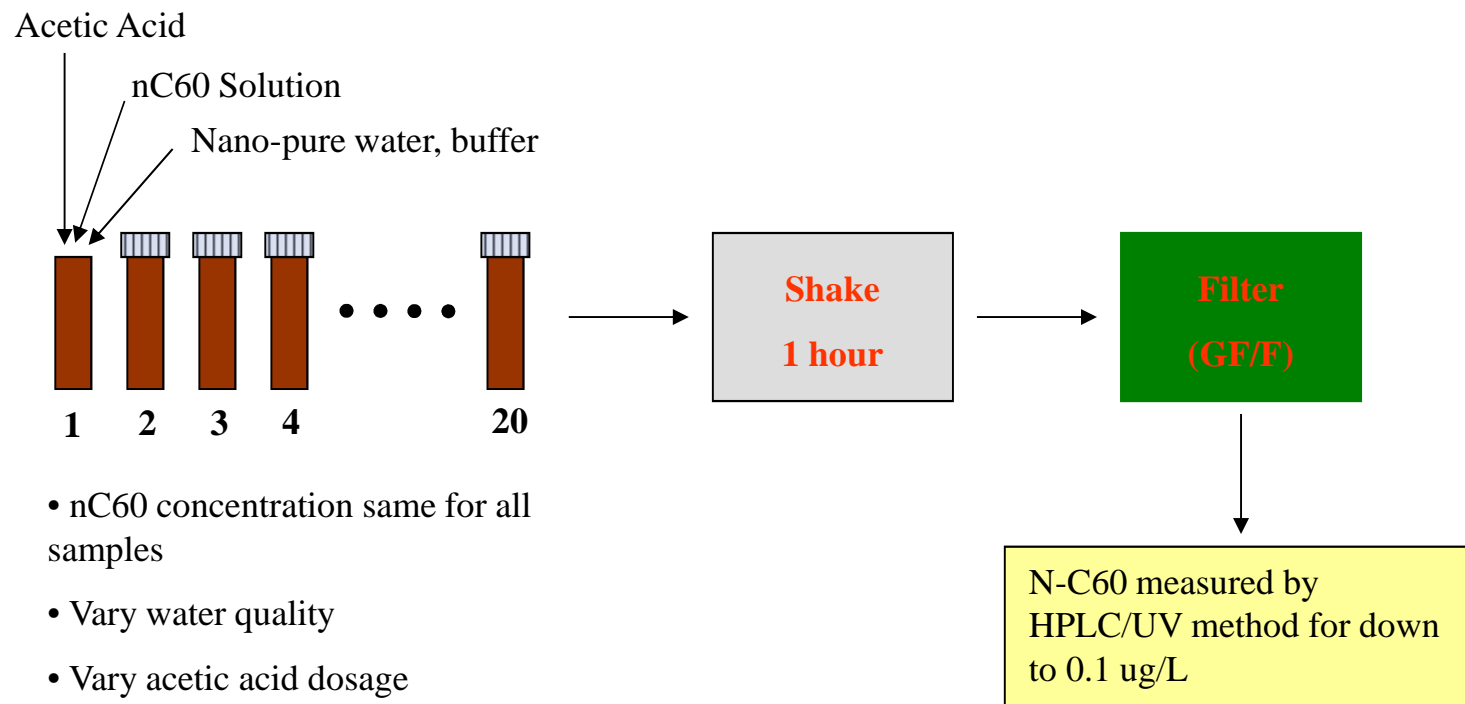 Acetic Acid
nC60 Solution
Nano-pure water, buffer
1
2
3
4
20
Shake
1 hour
Filter
(GF/F)
• nC60 concentration same for all
samples
• Vary water quality
• Vary acetic acid dosage
N-C60 measured by
HPLC/UV method for down
to 0.1 ug/L